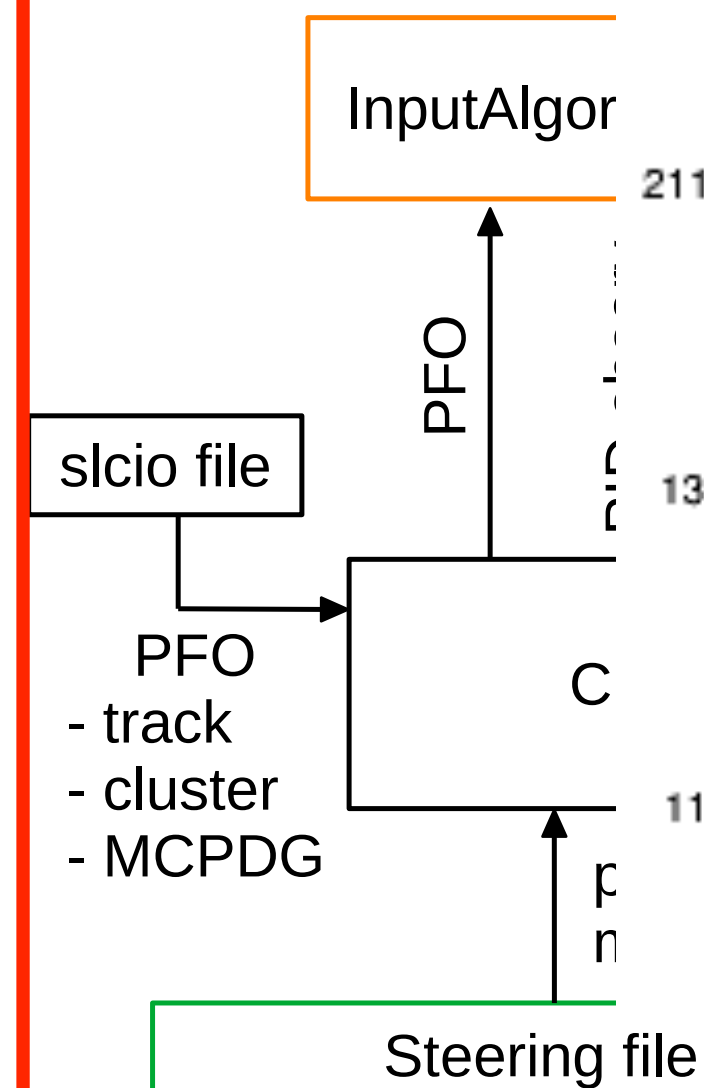 InputAlgor
211
PFO
slcio file
13
C
PFO
- track
- cluster
- MCPDG
11
Steering file